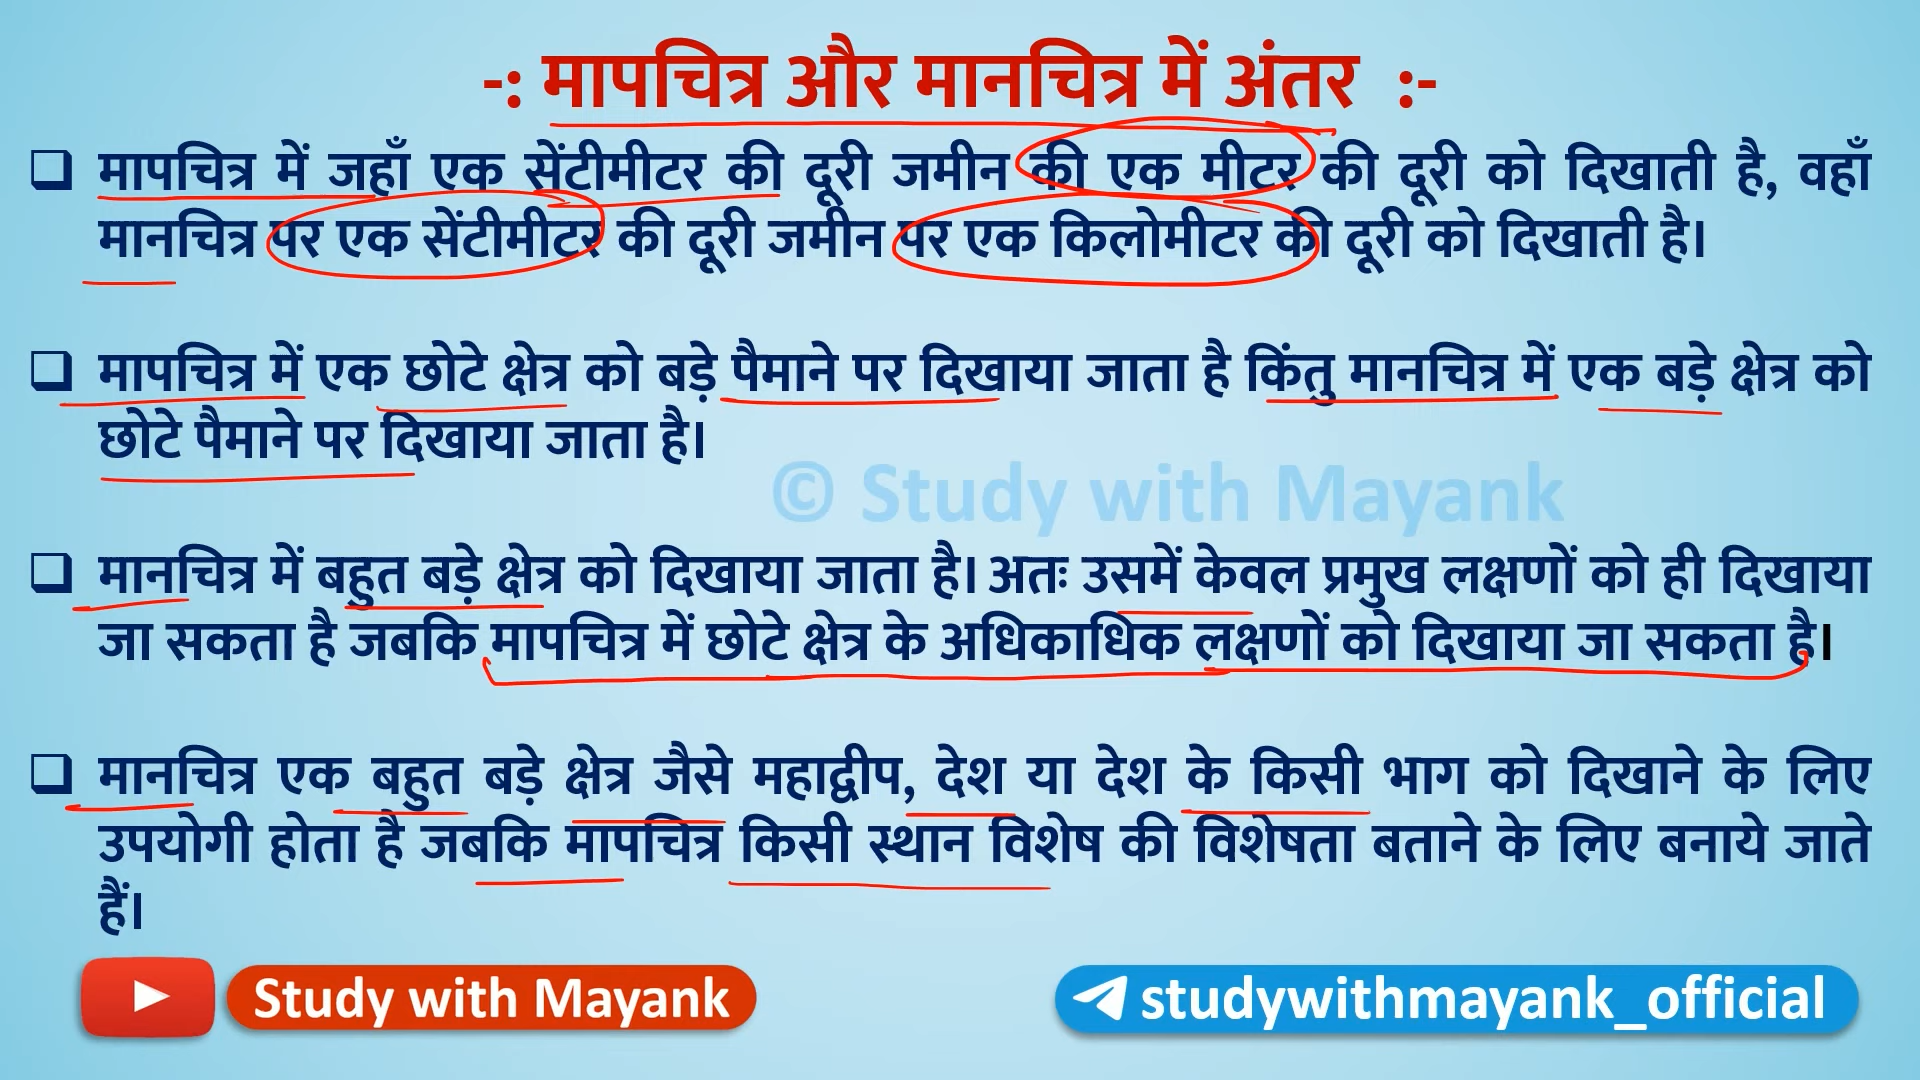 -: मापचित्र और मानचित्र में अंतर :-
❑ मापचित्र में जहाँ एक सेंटीमीटर की दूरी जमीन की एक मीटर की दूरी को दिखाती है, वहाँ
मानचित्र पर एक सेंटीमीटर की दूरी जमीन पर एक किलोमीटर की दूरी को दिखाती है।
❑ मापचित्र में एक छोटे क्षेत्र को बड़े पैमाने पर दिखाया जाता है किंतु मानचित्र में एक बड़े क्षेत्र को
छोटे पैमाने पर दिखाया जाता है।
© Study with Mayank
❑ मानचित्र में बहुत बड़े क्षेत्र को दिखाया जाता है। अतः उसमें केवल प्रमुख लक्षणों को ही दिखाया
जा सकता है जबकि मापचित्र में छोटे क्षेत्र के अधिकाधिक लक्षणों को दिखाया जा सकता है।
❑ मानचित्र एक बहुत बड़े क्षेत्र जैसे महाद्वीप, देश या देश के किसी भाग को दिखाने के लिए
उपयोगी होता है जबकि मापचित्र किसी स्थान विशेष की विशेषता बताने के लिए बनाये जाते
हैं।
Study with Mayank
studywithmayank_official